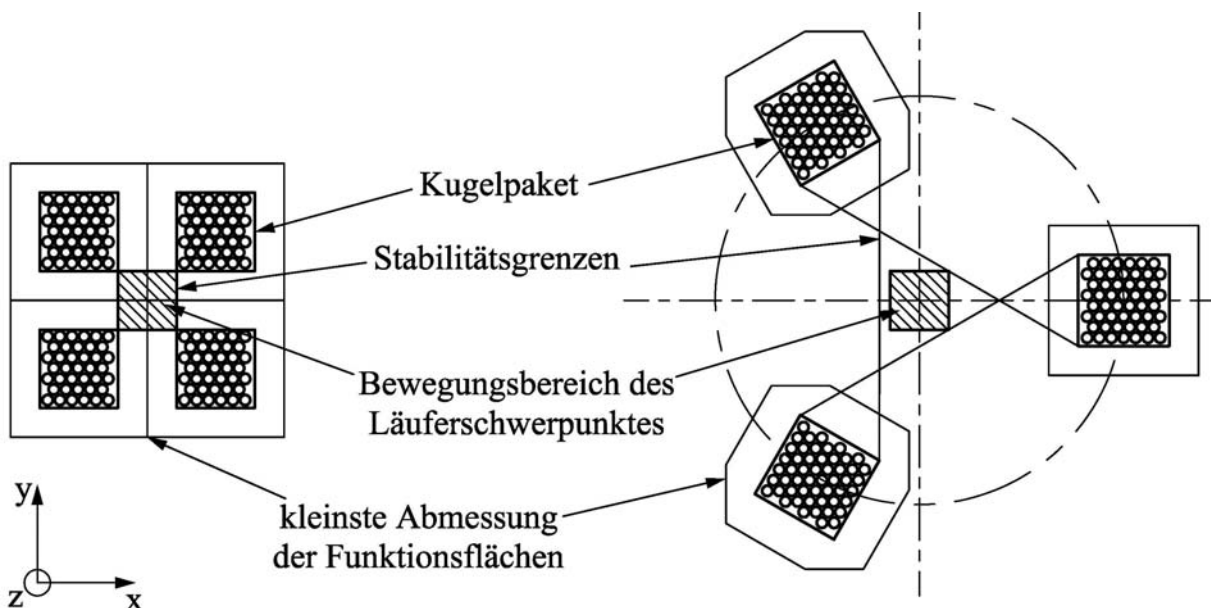 Kugelpaket
Stabilitätsgrenzen
Bewegungsbereich des
Läuferschwerpunktes
kleinste Abmessung
der Funktionsflächen
y
z
x